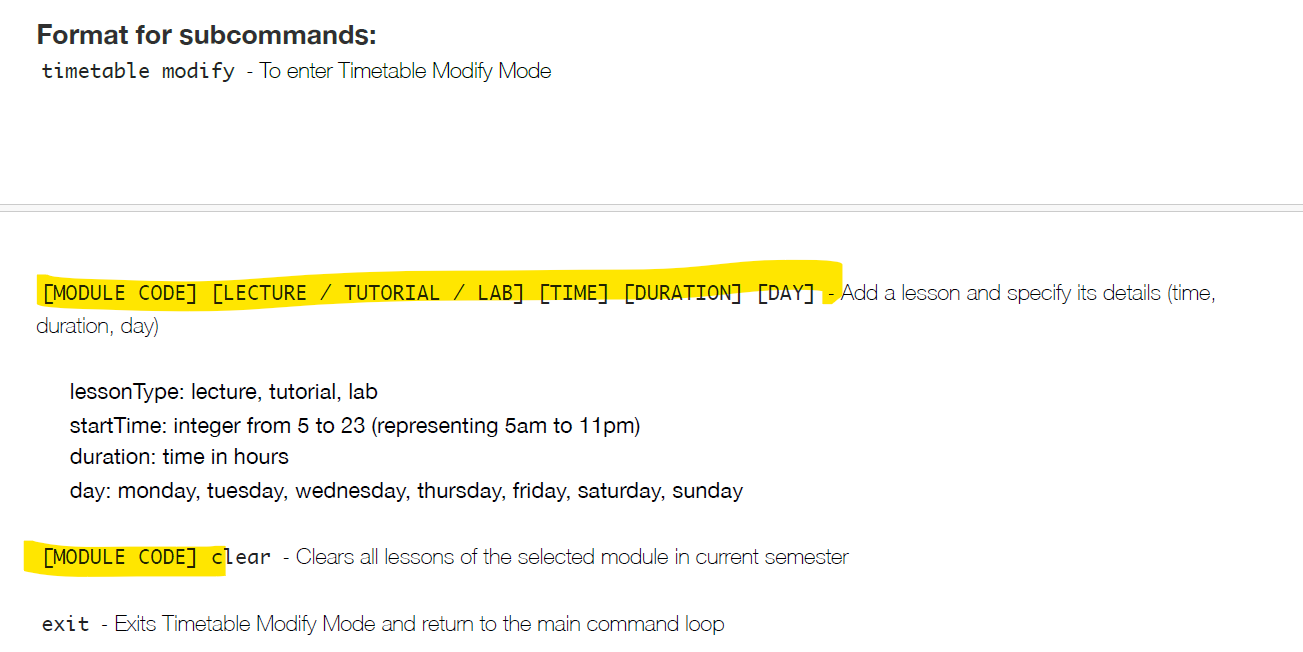 Format for subcommands:
timetable modify - To enter Timetable Modify Mode
[MODULE CODE] [LECTURE / TUTORIAL / LAB] [TIME] [DURATION] [DAY] - Add a lesson and specify its details (time,
duration, day)
lessonType: lecture, tutorial, lab
startTime: integer from 5 to 23 (representing 5am to 11pm)
duration: time in hours
day: monday, tuesday, wednesday, thursday, friday, saturday, sunday
[MODULE CODE] clear - Clears all lessons of the selected module in current semester
exit - Exits Timetable Modify Mode and return to the main command loop